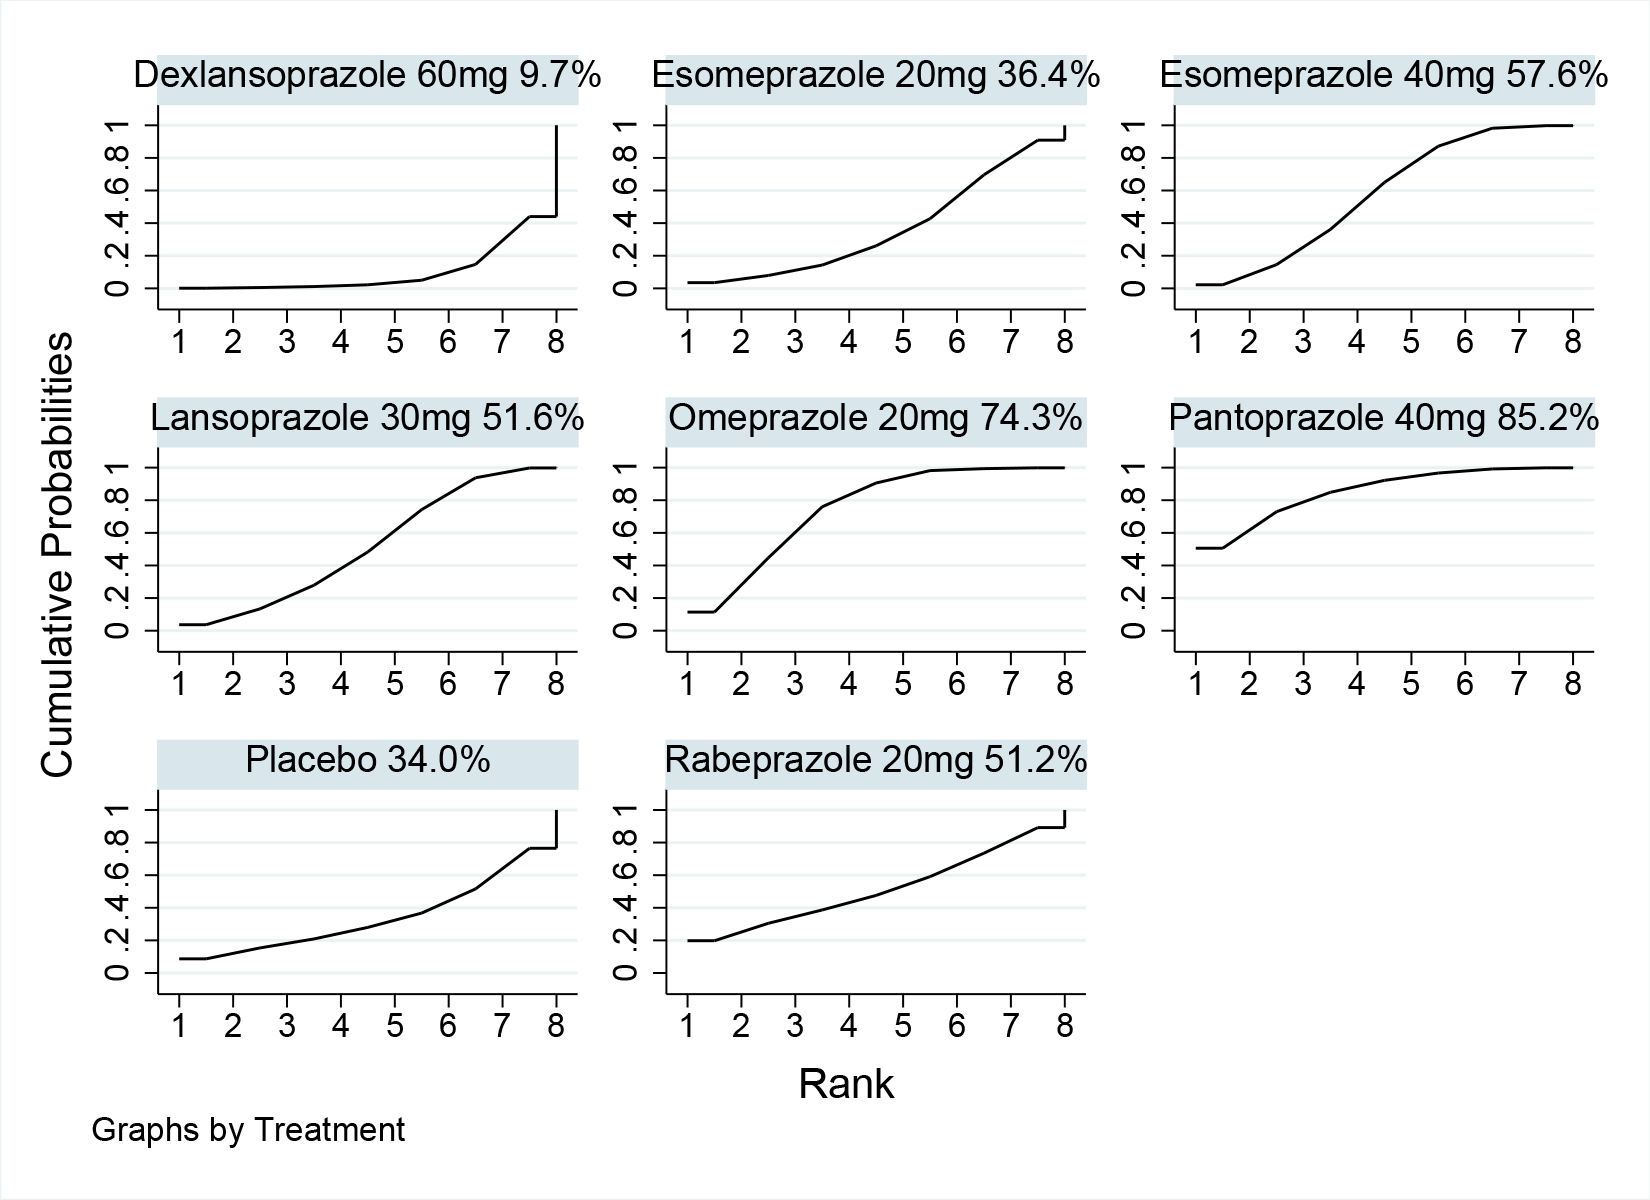 Dexlansoprazole 60mg 9.7%
Esomeprazole 20mg 36.4%
Esomeprazole 40mg 57.6%
0 .2 .4 .6 .8 1
0 .2 .4 .6 .8 1
0 .2 .4 .6 .8 1
1 2 3 4 5 6 7 8
1 2 3 4 5 6 7 8
1 2 3 4 5 6 7 8
Cumulative Probabilities
Lansoprazole 30mg 51.6%
Omeprazole 20mg 74.3%
Pantoprazole 40mg 85.2%
0 .2 .4 .6 .8 1
0 .2 .4 .6 .8 1
0 .2 .4 .6 .8 1
1 2 3 4 5 6 7 8
1 2 3 4 5 6 7 8
1 2 3 4 5 6 7 8
Placebo 34.0%
Rabeprazole 20mg 51.2%
0 .2 .4 .6 .8 1
0 .2 .4 .6 .8 1
1 2 3 4 5 6 7 8
1 2 3 4 5 6 7 8
Rank
Graphs by Treatment